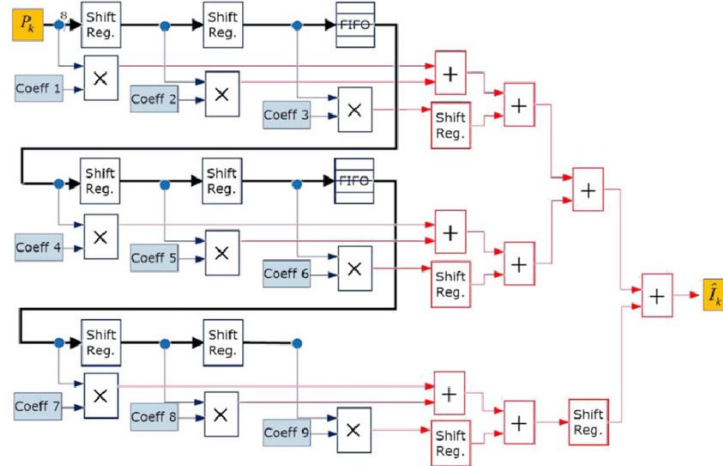 P_k 8 Shift Reg. Shift Reg. FIFO
Coeff 1 × Coeff 2 × Coeff 3 × + Shift Reg. +
Shift Reg. Shift Reg. FIFO +
Coeff 4 × Coeff 5 × Coeff 6 × + Shift Reg. +
+ Î_k
Shift Reg. Shift Reg.
Coeff 7 × Coeff 8 × Coeff 9 × + Shift Reg. + Shift Reg.